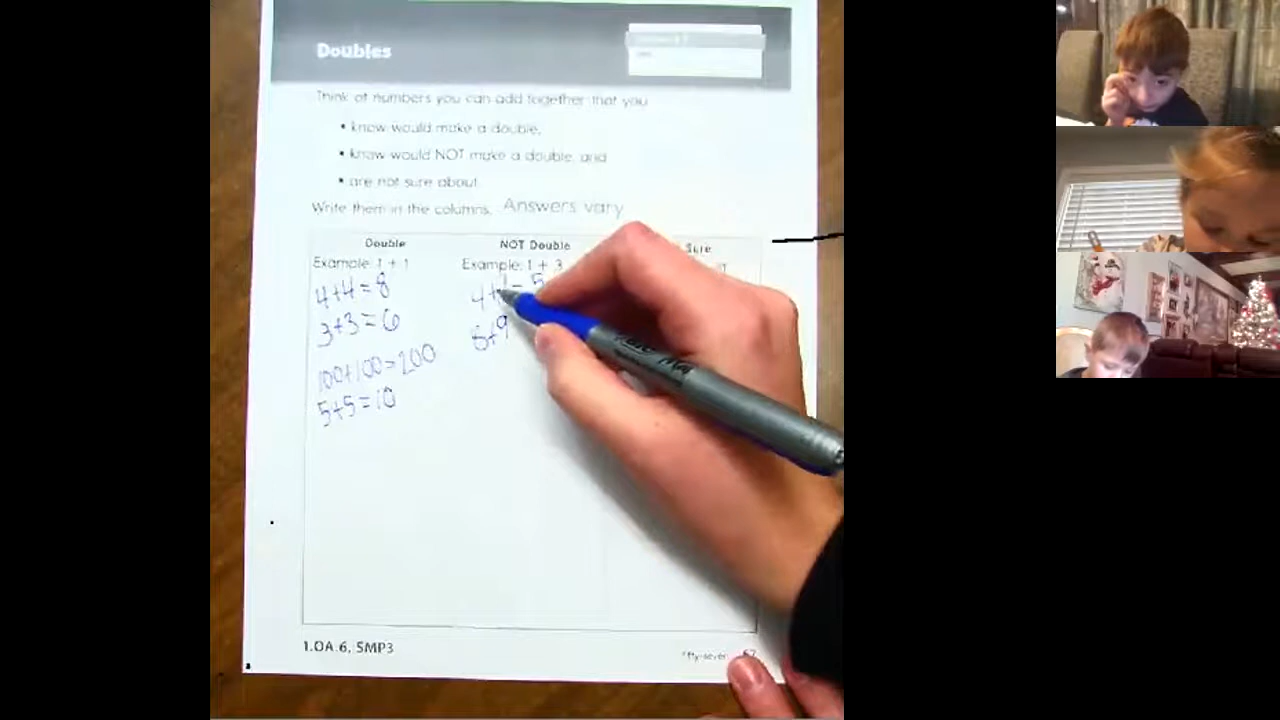 Doubles
Think of numbers you can add together that you
• know would make a double,
• know would NOT make a double, and
• are not sure about.
Write them in the columns. Answers vary
Double NOT Double Sure
Example: 1 + 1 Example: 1 + 3
4+4=8
3+3=6
100+100=200
5+5=10
1.OA.6, SMP3
fifty-seven 57